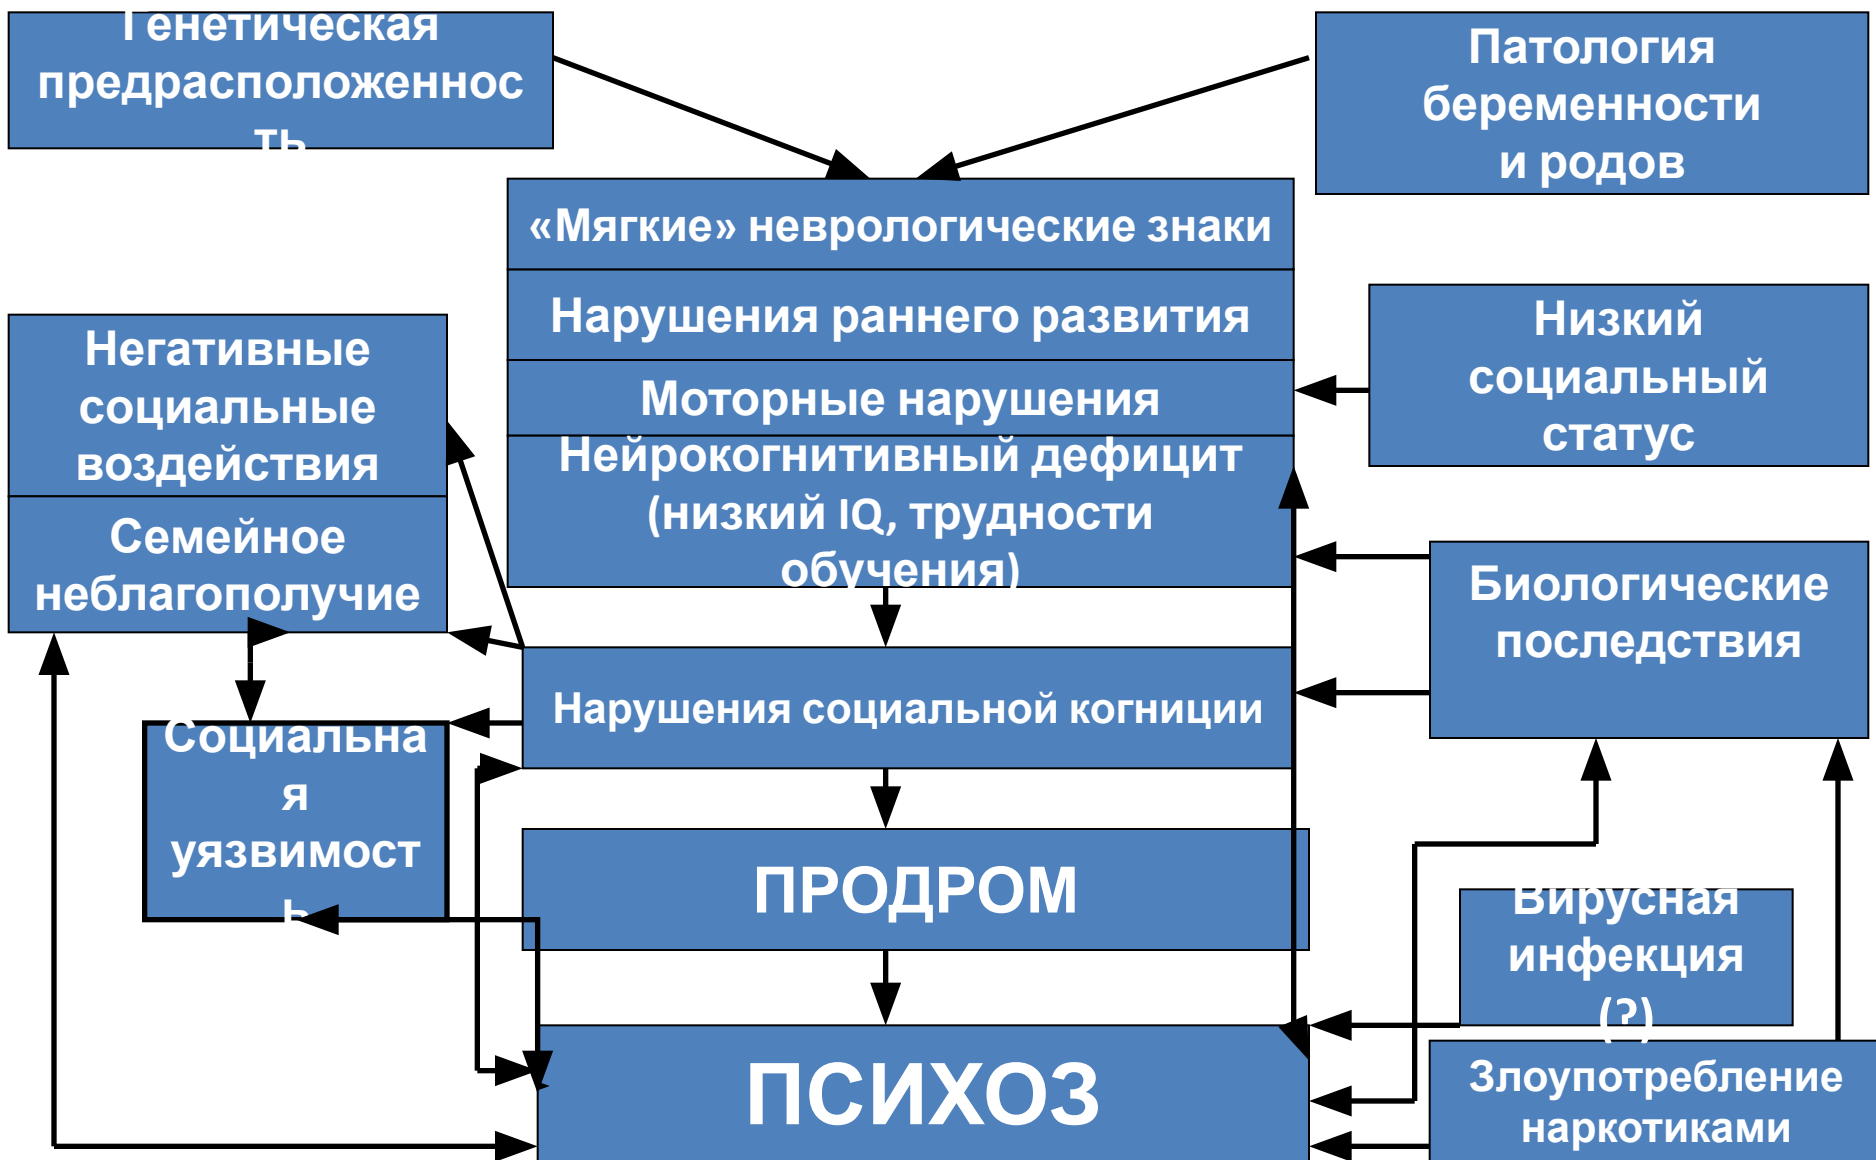 Генетическая
предрасположеннос
ть
Патология
беременности
и родов
«Мягкие» неврологические знаки
Нарушения раннего развития
Моторные нарушения
Нейрокогнитивный дефицит
(низкий IQ, трудности
обучения)
Низкий
социальный
статус
Негативные
социальные
воздействия
Семейное
неблагополучие
Биологические
последствия
Нарушения социальной когниции
Социальна
я
уязвимост
ь
ПРОДРОМ
Вирусная
инфекция
(?)
ПСИХОЗ
Злоупотребление
наркотиками